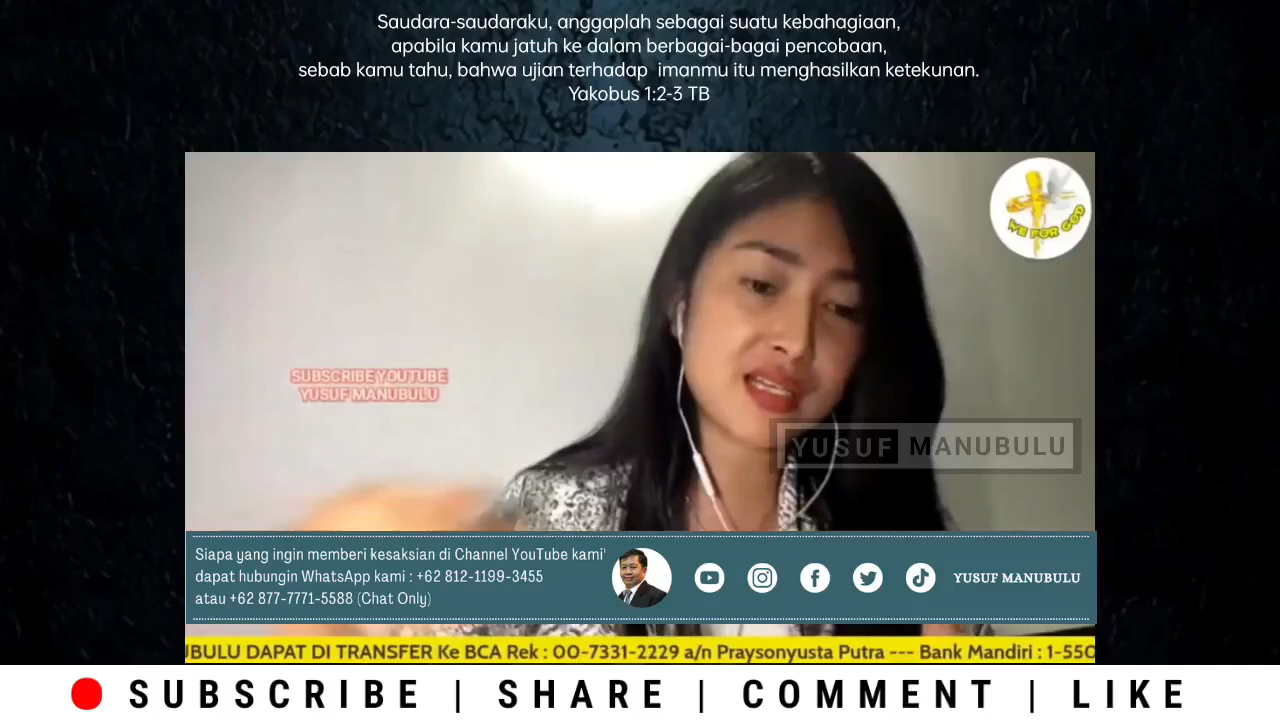 Saudara-saudaraku, anggaplah sebagai suatu kebahagiaan,
apabila kamu jatuh ke dalam berbagai-bagai pencobaan,
sebab kamu tahu, bahwa ujian terhadap imanmu itu menghasilkan ketekunan.
Yakobus 1:2-3 TB
FOR GOD
SUBSCRIBE YOUTUBE
YUSUF MANUBULU
YUSUF MANUBULU
Siapa yang ingin memberi kesaksian di Channel YouTube kami'
dapat hubungin WhatsApp kami : +62 812-1199-3455
atau +62 877-7771-5588 (Chat Only)
YUSUF MANUBULU
UBULU DAPAT DI TRANSFER Ke BCA Rek : 00-7331-2229 a/n Praysonyusta Putra --- Bank Mandiri : 1-550
SUBSCRIBE | SHARE | COMMENT | LIKE